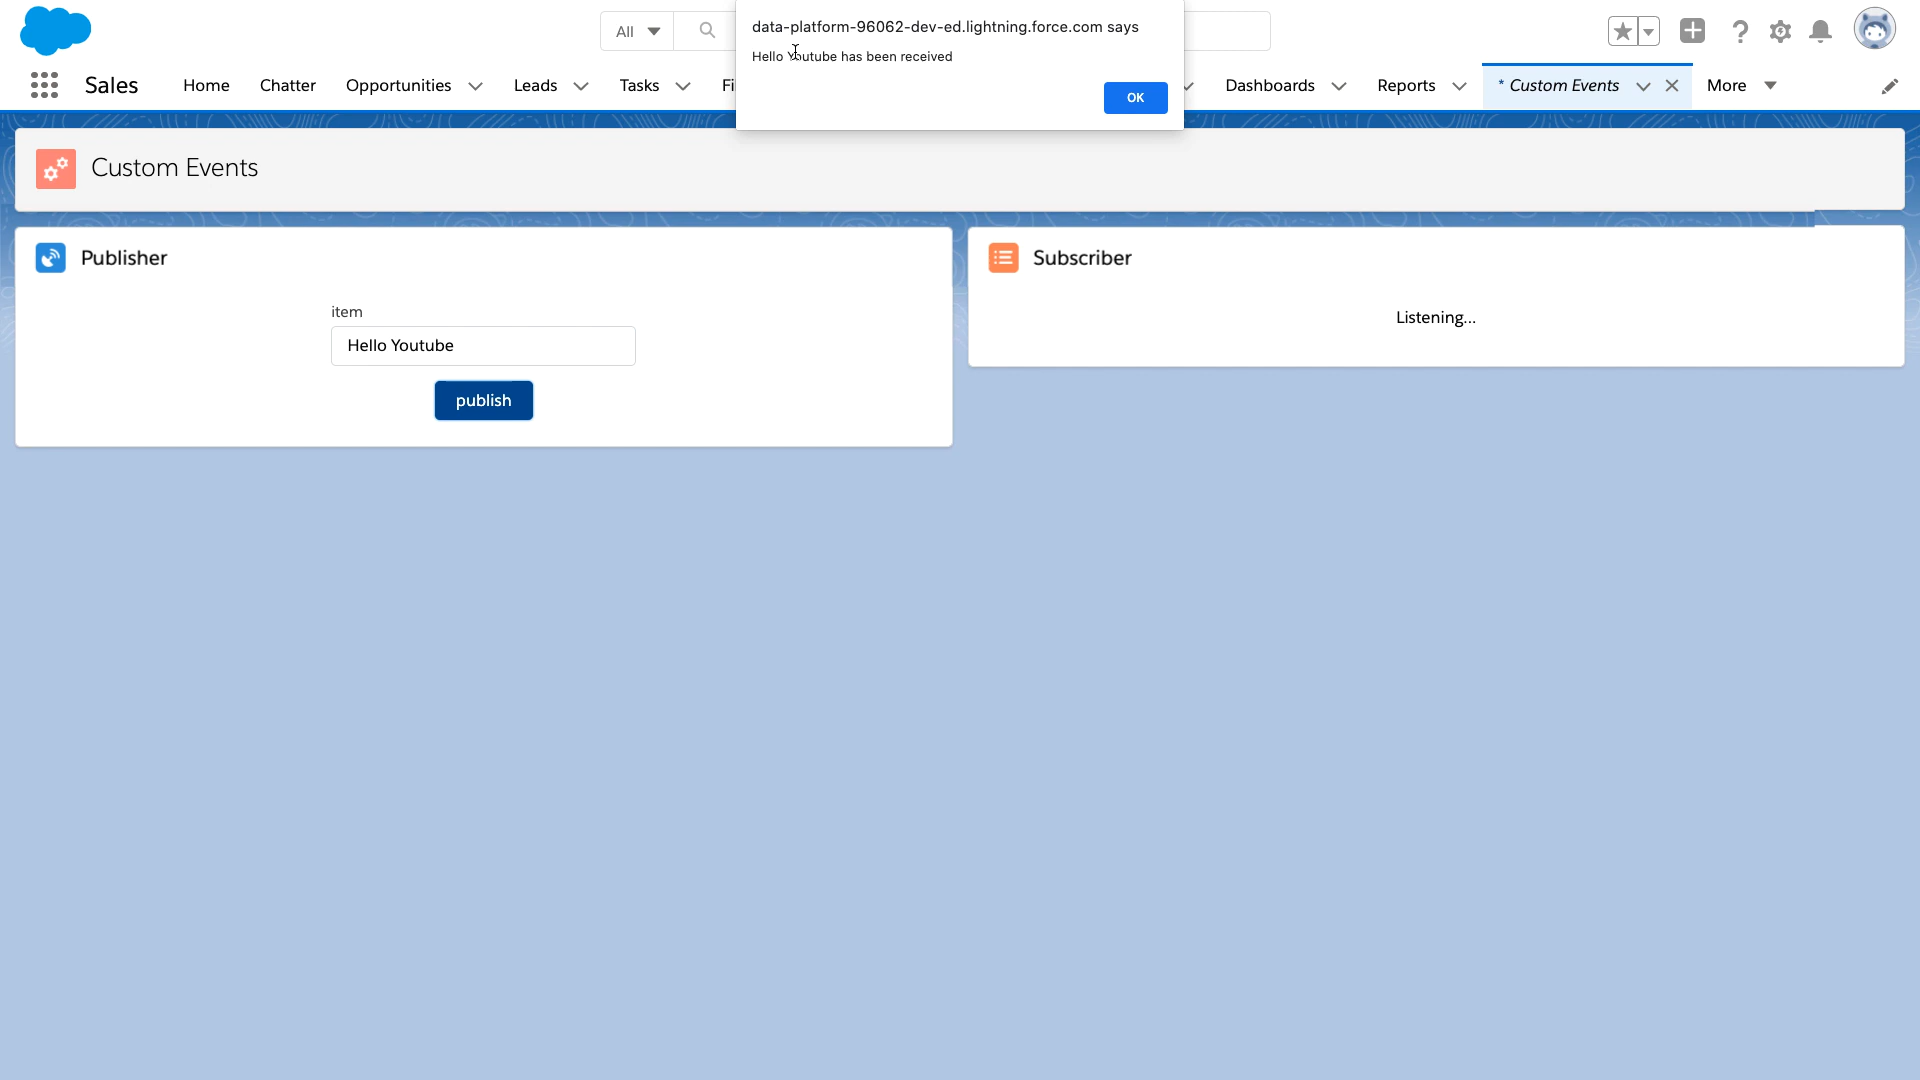 All
data-platform-96062-dev-ed.lightning.force.com says
Hello Youtube has been received
OK
Sales Home Chatter Opportunities Leads Tasks Fi Dashboards Reports * Custom Events More
Custom Events
Publisher
item
Hello Youtube
publish
Subscriber
Listening...